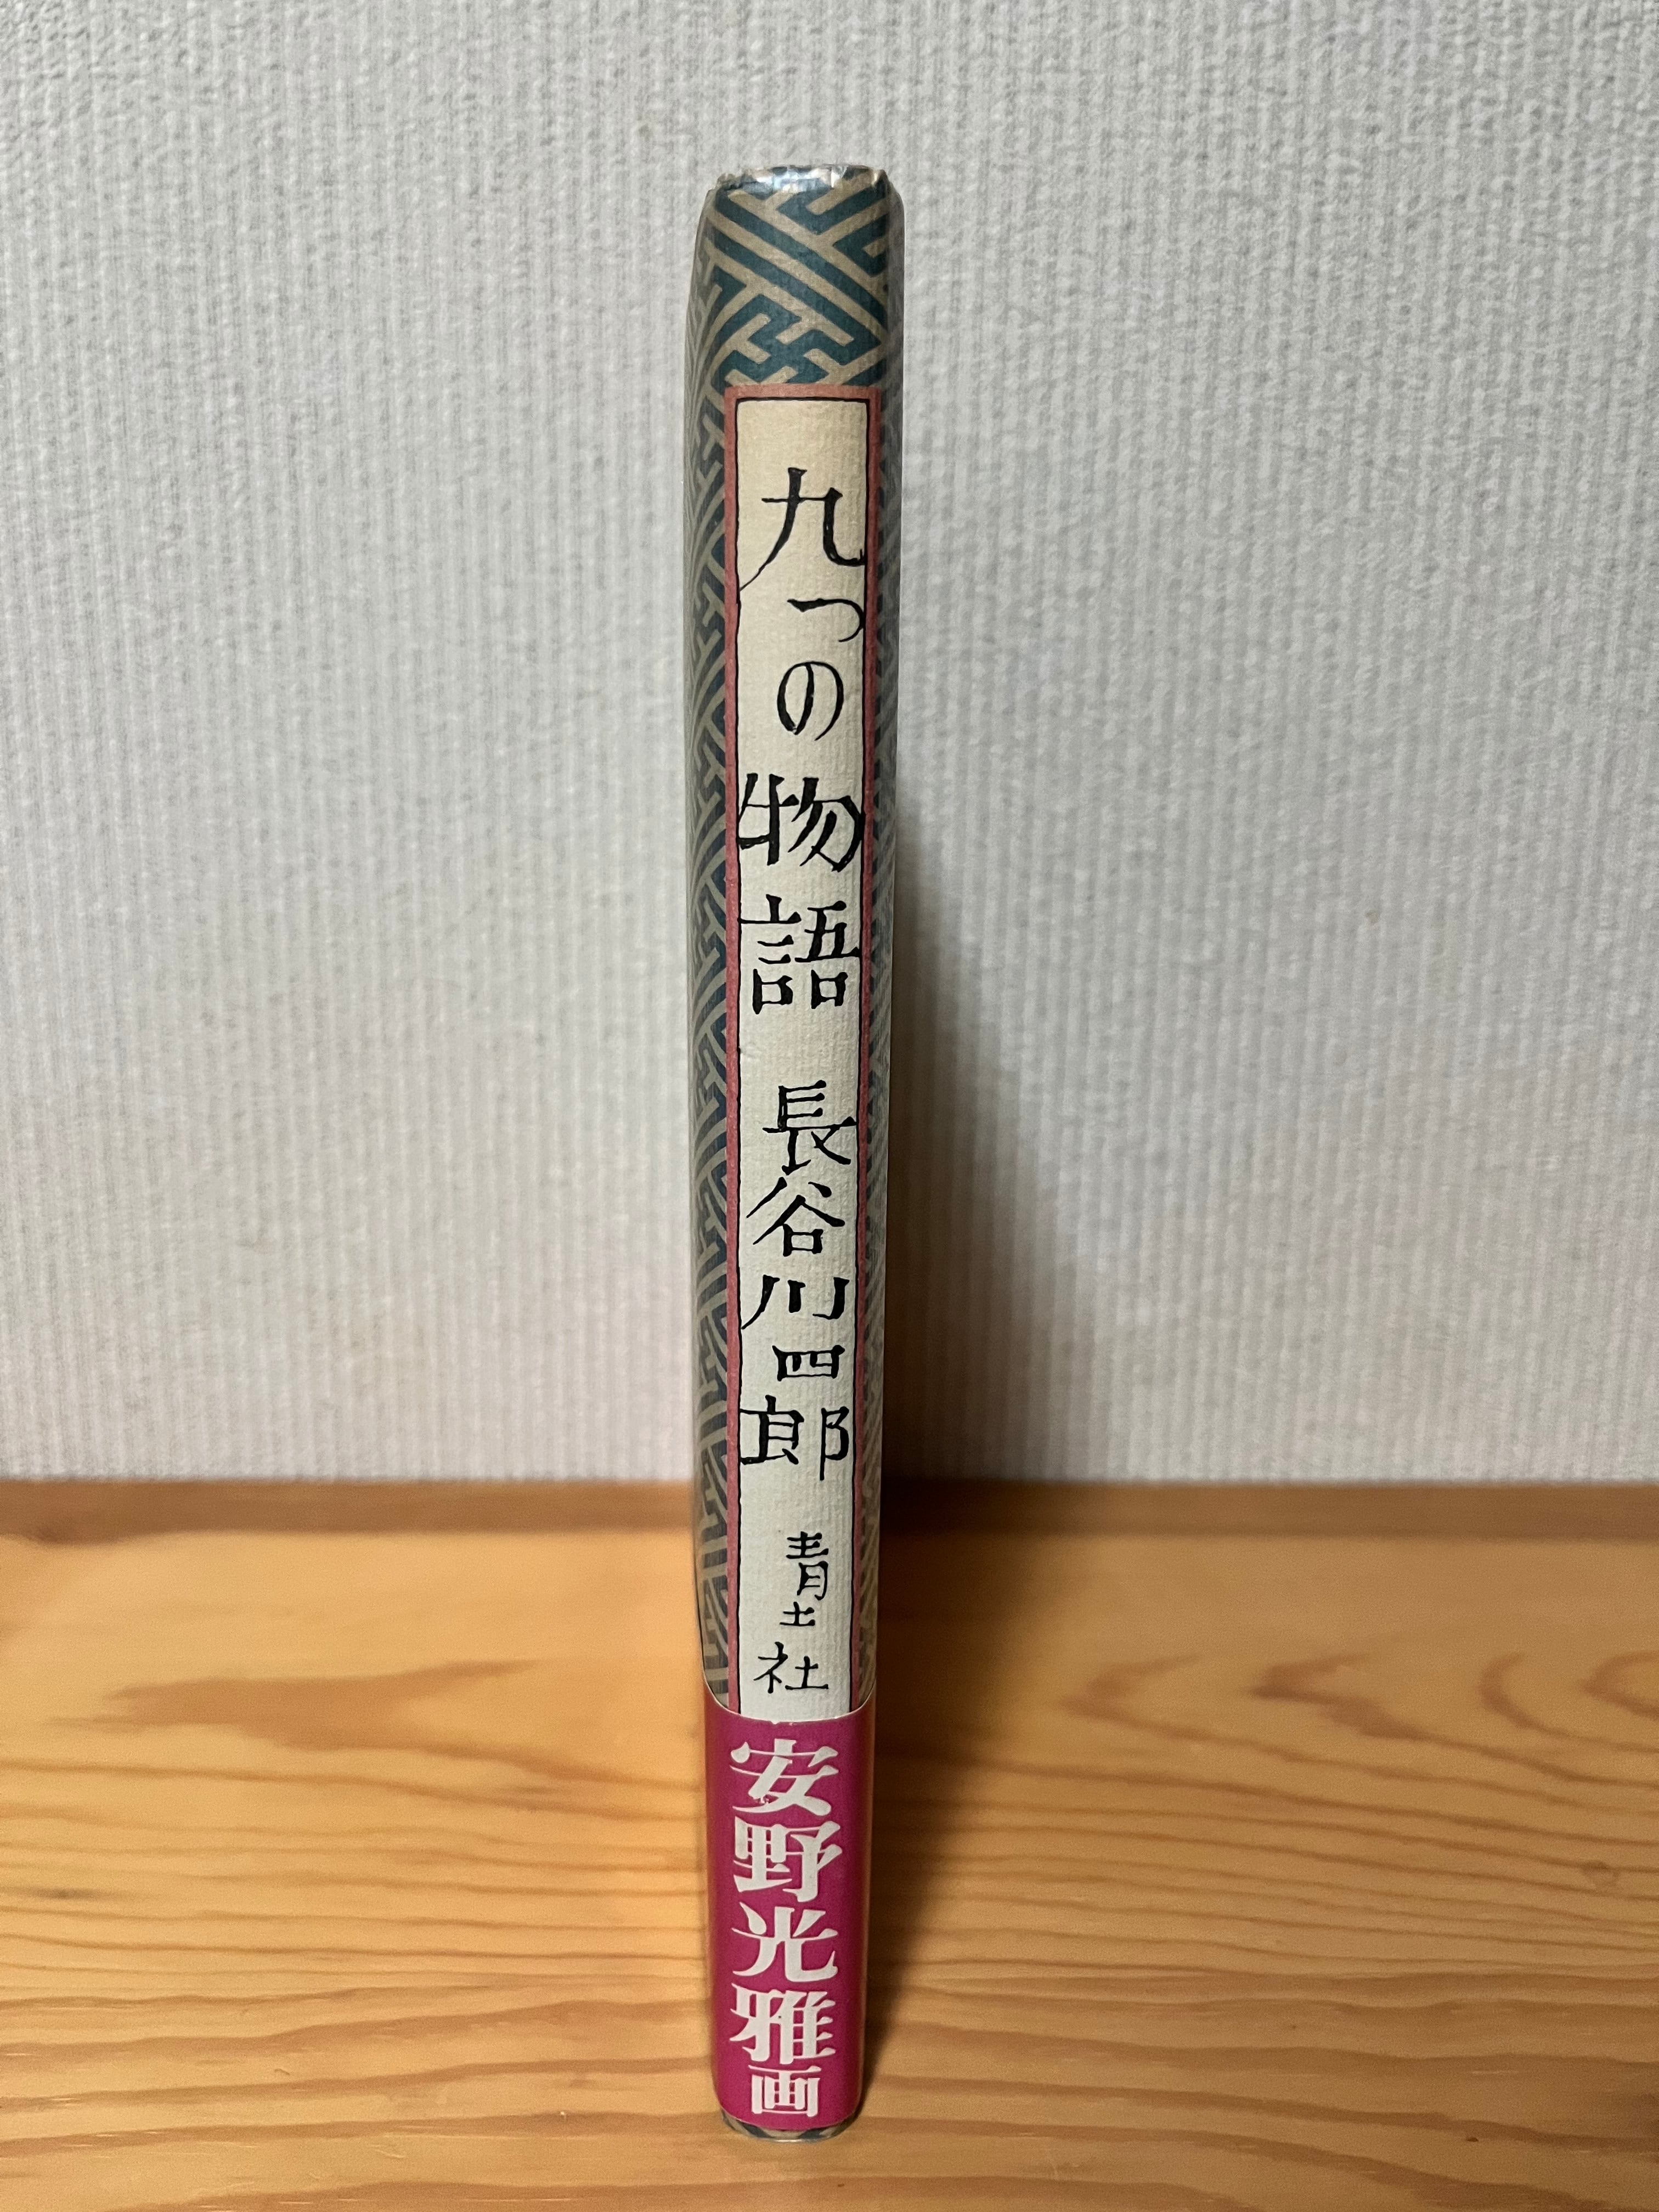 九つの物語
長谷川四郎
青土社
安野光雅画